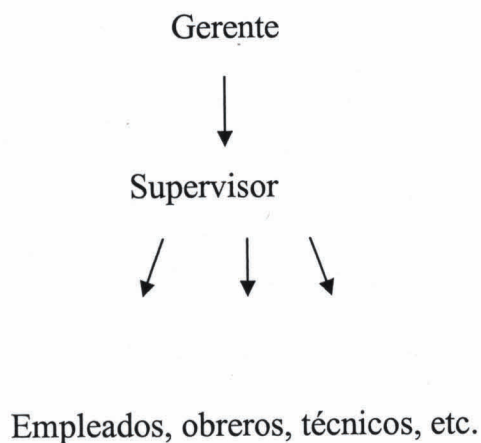 Gerente
Supervisor
Empleados, obreros, técnicos, etc.